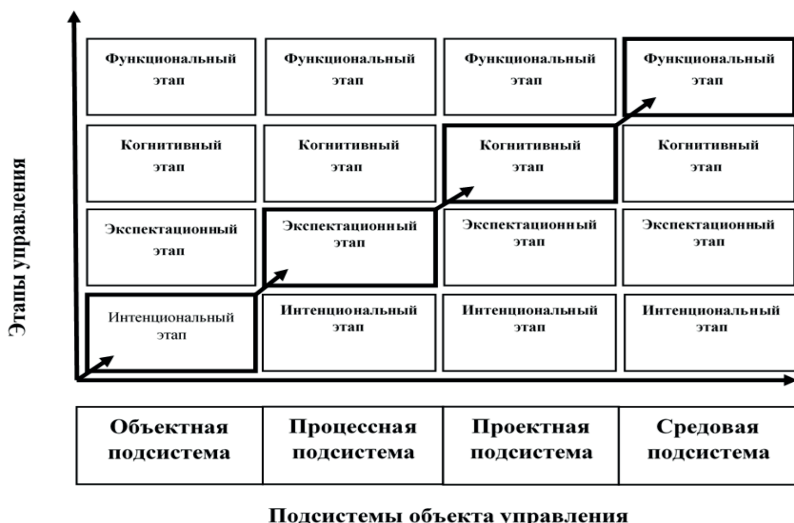 Этапы управления
Функциональный
этап
Функциональный
этап
Функциональный
этап
Функциональный
этап
Когнитивный
этап
Когнитивный
этап
Когнитивный
этап
Когнитивный
этап
Экспектационный
этап
Экспектационный
этап
Экспектационный
этап
Экспектационный
этап
Интенциональный
этап
Интенциональный
этап
Интенциональный
этап
Интенциональный
этап
Объектная
подсистема
Процессная
подсистема
Проектная
подсистема
Средовая
подсистема
Подсистемы объекта управления